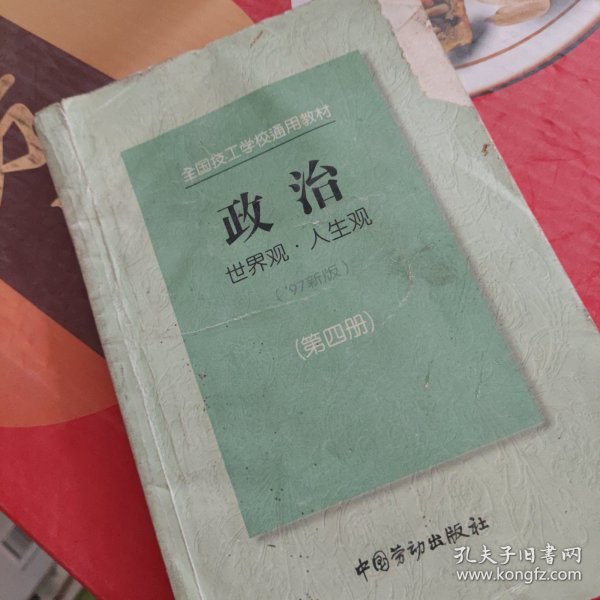 全国技工学校通用教材
政治
世界观·人生观
('97新版)
(第四册)
中国劳动出版社
孔夫子旧书网
www.kongfz.com